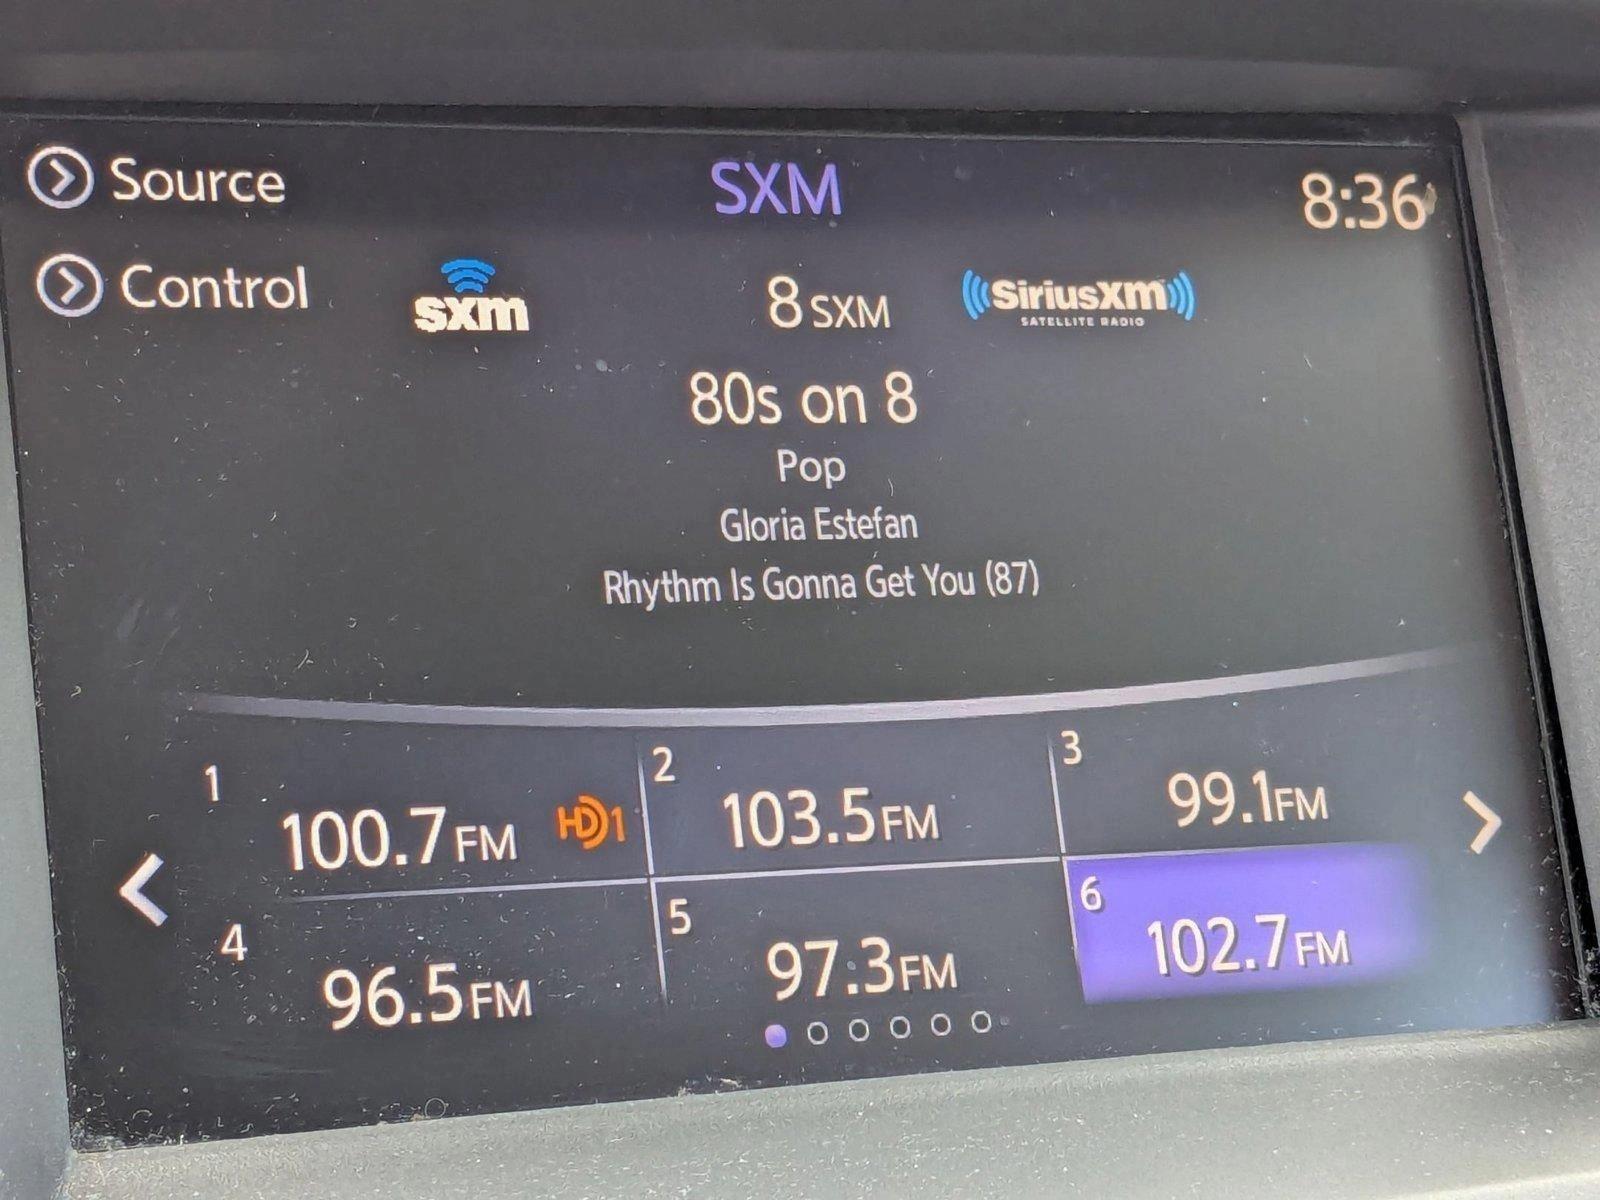 Source
SXM
8:36
Control
sxm
8 SXM
SiriusXM
SATELLITE RADIO
80s on 8
Pop
Gloria Estefan
Rhythm Is Gonna Get You (87)
1
100.7 FM
HD1
2
103.5 FM
3
99.1 FM
4
96.5 FM
5
97.3 FM
6
102.7 FM